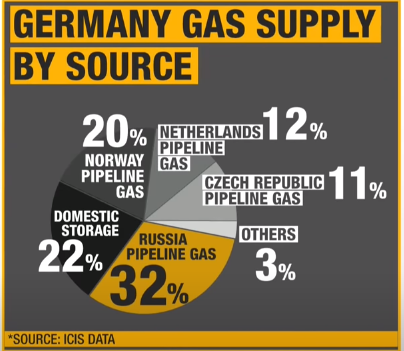 GERMANY GAS SUPPLY
BY SOURCE
20%
NORWAY
PIPELINE
GAS
NETHERLANDS
PIPELINE
GAS
12%
CZECH REPUBLIC
PIPELINE GAS
11%
DOMESTIC
STORAGE
22%
RUSSIA
PIPELINE GAS
32%
OTHERS
3%
*SOURCE: ICIS DATA